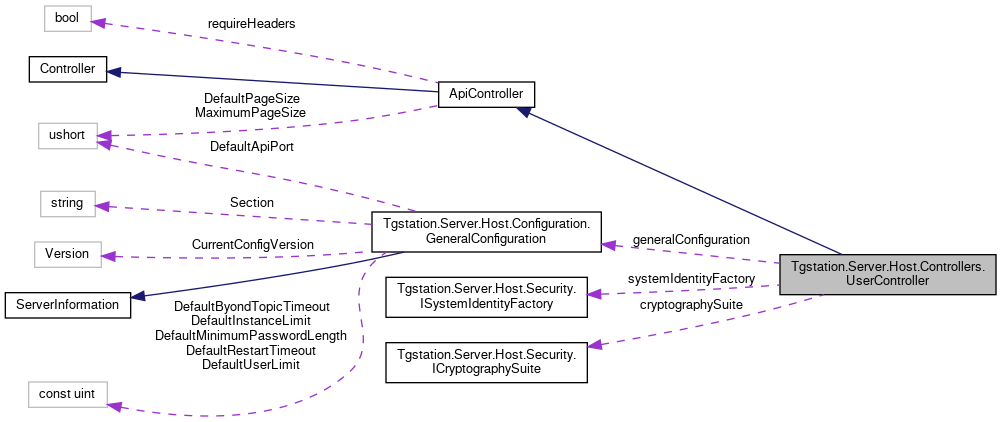 bool
requireHeaders
Controller
ApiController
DefaultPageSize
MaximumPageSize
ushort
DefaultApiPort
string
Section
Tgstation.Server.Host.Configuration.
GeneralConfiguration
generalConfiguration
Version
CurrentConfigVersion
Tgstation.Server.Host.Controllers.
UserController
systemIdentityFactory
Tgstation.Server.Host.Security.
ISystemIdentityFactory
ServerInformation
cryptographySuite
DefaultByondTopicTimeout
DefaultInstanceLimit
DefaultMinimumPasswordLength
DefaultRestartTimeout
DefaultUserLimit
Tgstation.Server.Host.Security.
ICryptographySuite
const uint